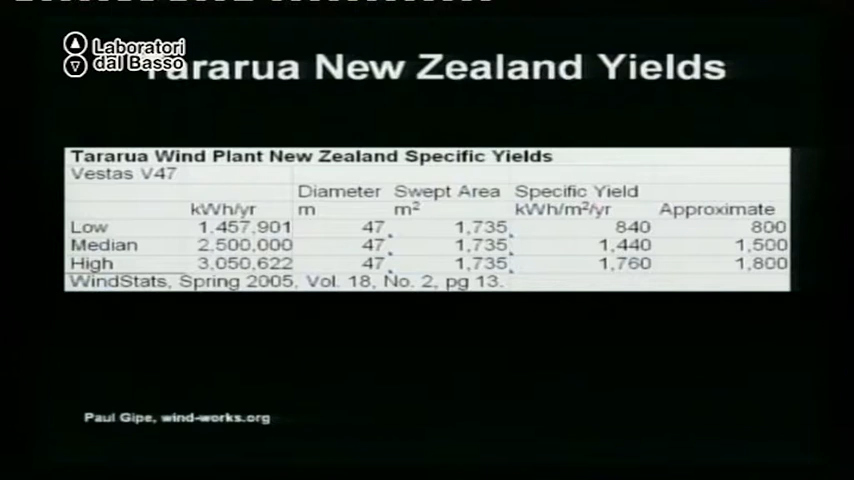 Laboratori
dal Basso
Tararua New Zealand Yields
Tararua Wind Plant New Zealand Specific Yields
Vestas V47
Diameter Swept Area Specific Yield
kWh/yr m m² kWh/m²/yr Approximate
Low 1,457,901 47 1,735 840 800
Median 2,500,000 47 1,735 1,440 1,500
High 3,050,622 47 1,735 1,760 1,800
WindStats, Spring 2005, Vol. 18, No. 2, pg 13.
Paul Gipe, wind-works.org